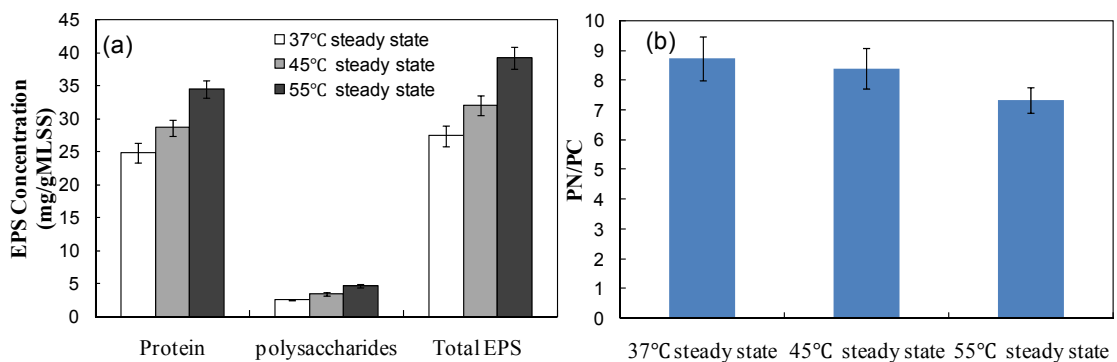 (a)
37℃ steady state
45℃ steady state
55℃ steady state
EPS Concentration
(mg/gMLSS)
45
40
35
30
25
20
15
10
5
0
Protein polysaccharides Total EPS
(b)
PN/PC
10
9
8
7
6
5
4
3
2
1
0
37℃ steady state 45℃ steady state 55℃ steady state